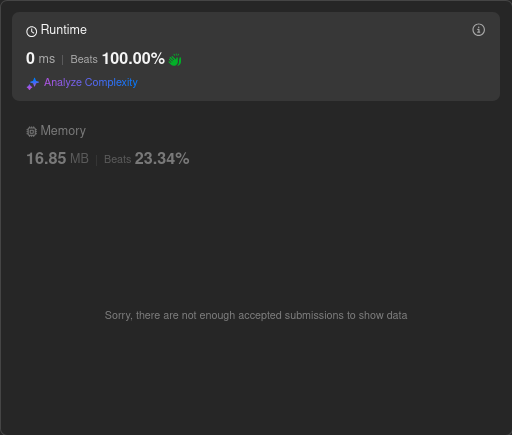 Runtime
0 ms | Beats 100.00%
Analyze Complexity
Memory
16.85 MB | Beats 23.34%
Sorry, there are not enough accepted submissions to show data